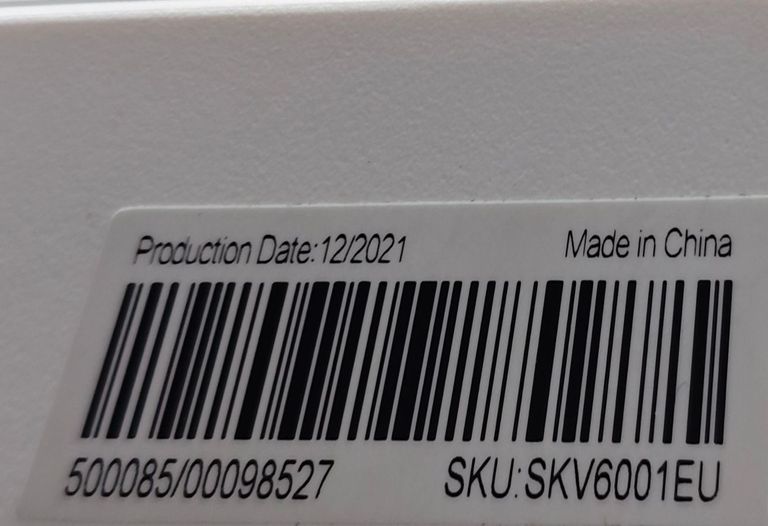 Production Date:12/2021 Made in China
500085/00098527 SKU:SKV6001EU